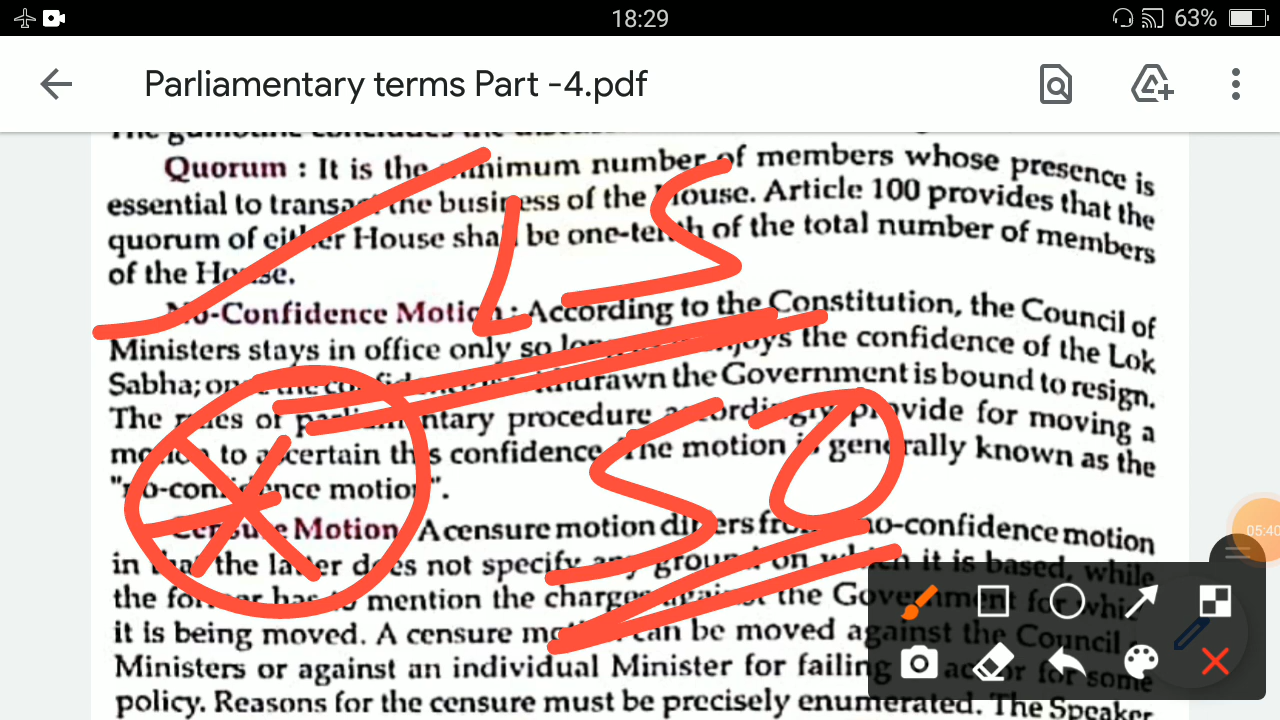 18:29
63%
Parliamentary terms Part -4.pdf
Quorum : It is the minimum number of members whose presence is
essential to transact the business of the House. Article 100 provides that the
quorum of either House shall be one-tenth of the total number of members
of the House.
No-Confidence Motion : According to the Constitution, the Council of
Ministers stays in office only so long enjoys the confidence of the Lok
Sabha; once the confidence is withdrawn the Government is bound to resign.
The rules of parliamentary procedure accordingly provide for moving a
motion to ascertain this confidence. The motion is generally known as the
"no-confidence motion".
LS
50
Censure Motion A censure motion differs from no-confidence motion
in that the latter does not specify any ground on which it is based, while
the former has to mention the charges against the Government for
it is being moved. A censure motion can be moved against the Council
Ministers or against an individual Minister for failing for some
policy. Reasons for the censure must be precisely enumerated. The Speaker
05:40